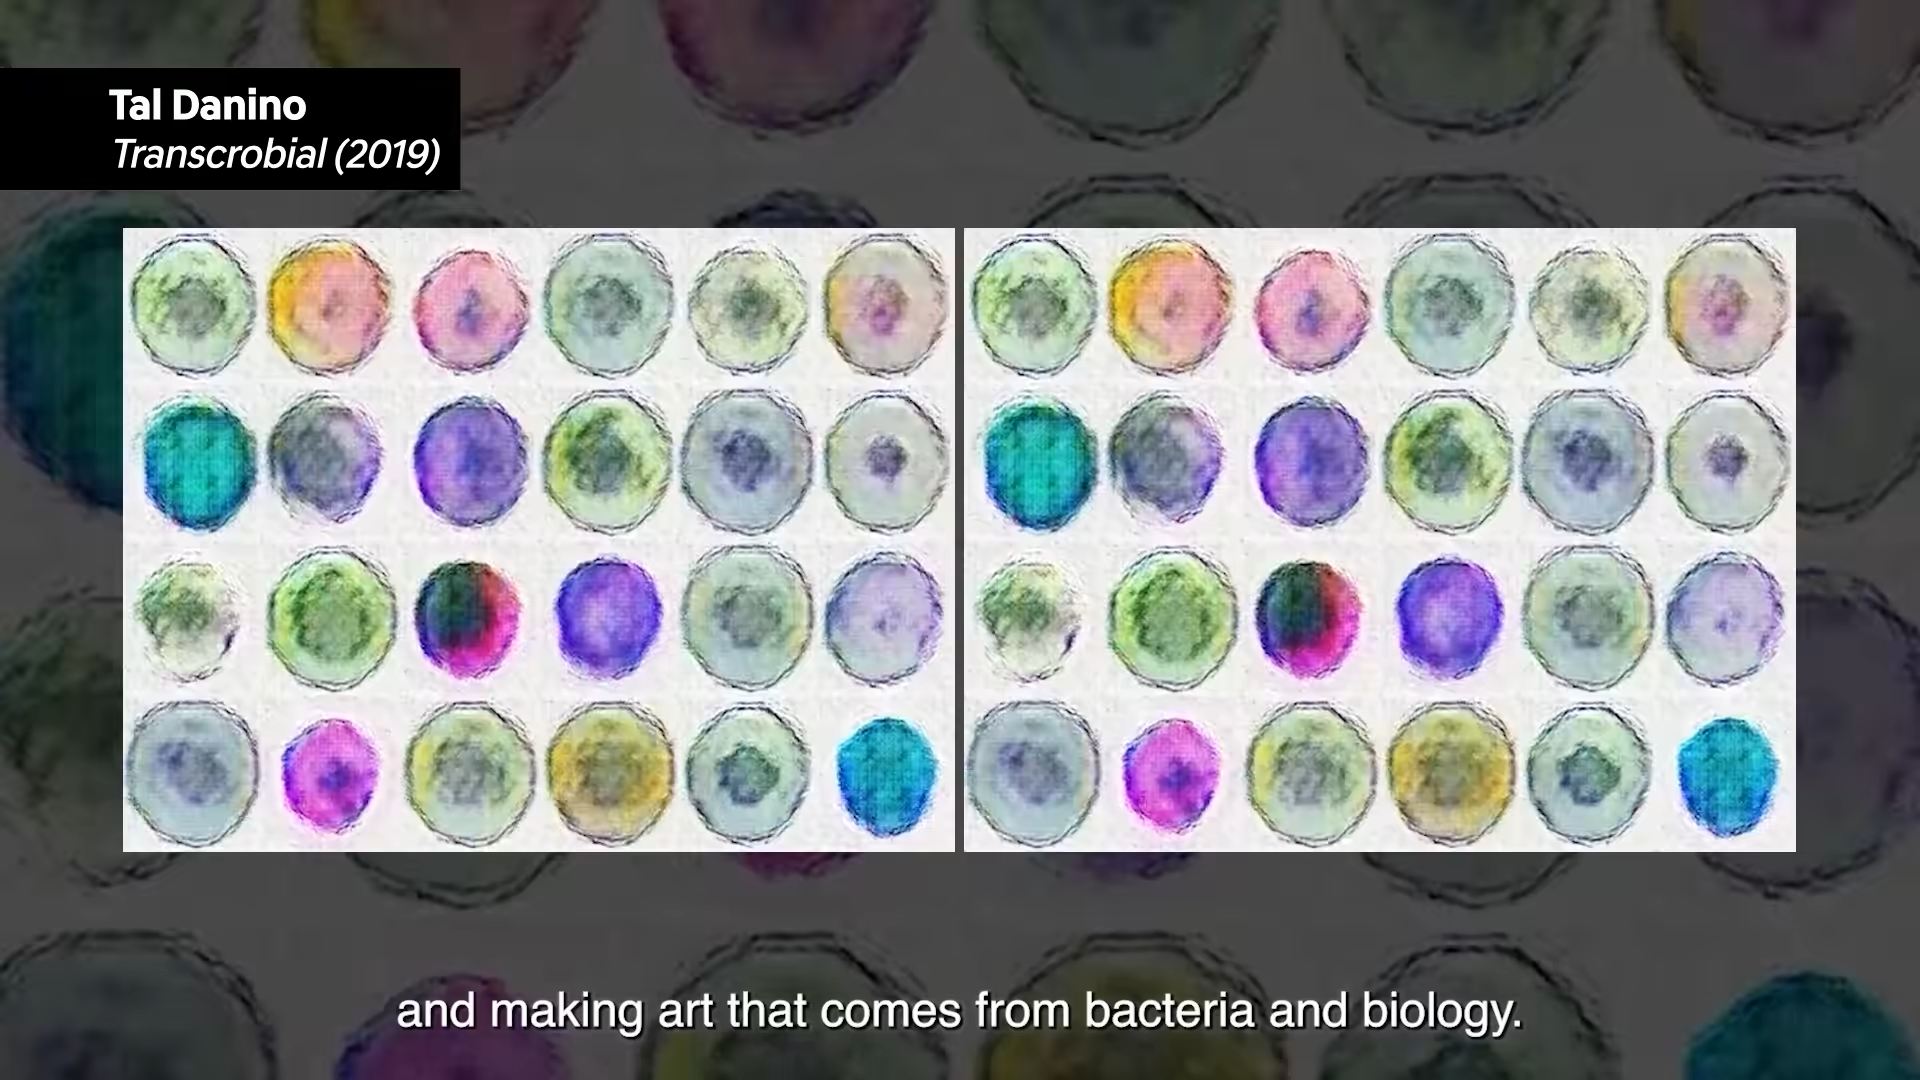 Tal Danino
Transcrobial (2019)
and making art that comes from bacteria and biology.